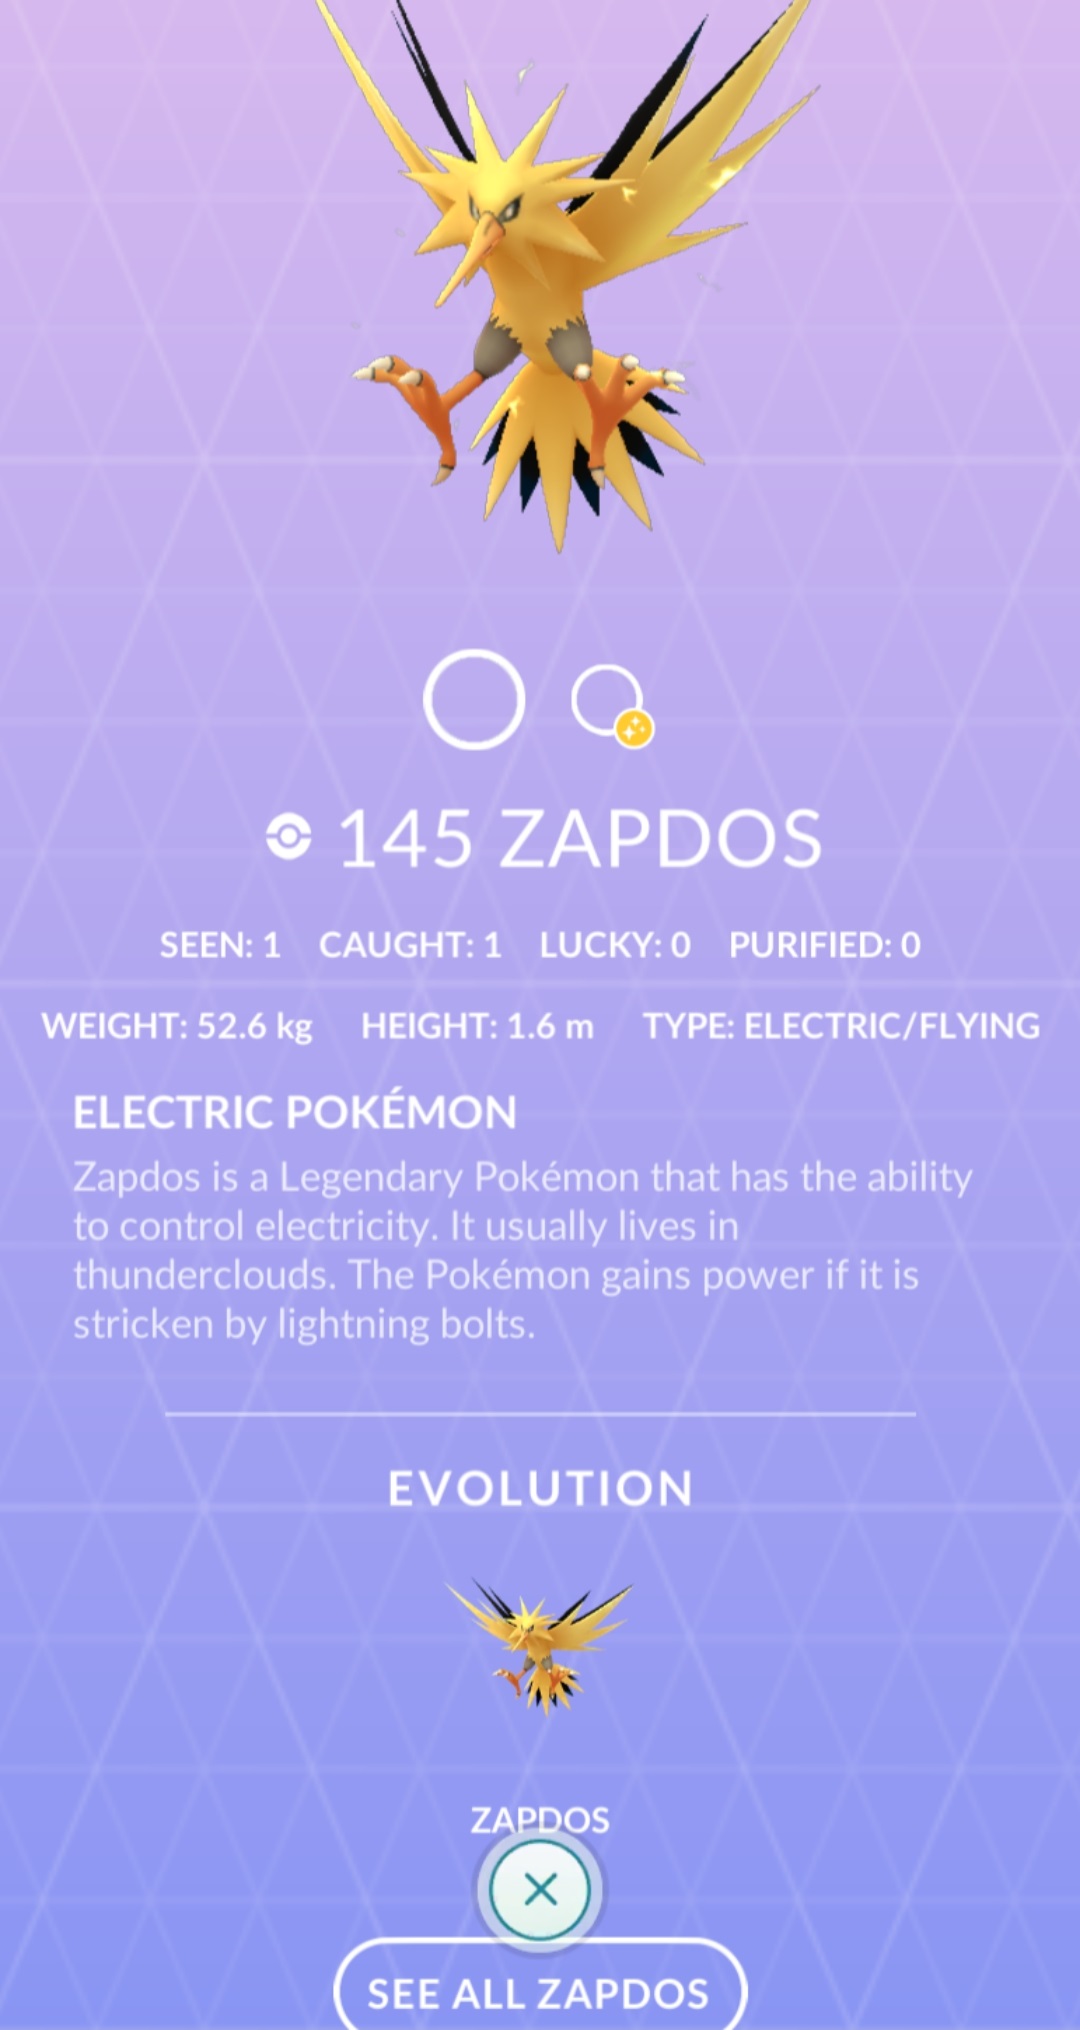 145 ZAPDOS
SEEN: 1 CAUGHT: 1 LUCKY: 0 PURIFIED: 0
WEIGHT: 52.6 kg HEIGHT: 1.6 m TYPE: ELECTRIC/FLYING
ELECTRIC POKÉMON
Zapdos is a Legendary Pokémon that has the ability
to control electricity. It usually lives in
thunderclouds. The Pokémon gains power if it is
stricken by lightning bolts.
EVOLUTION
ZAPDOS
SEE ALL ZAPDOS